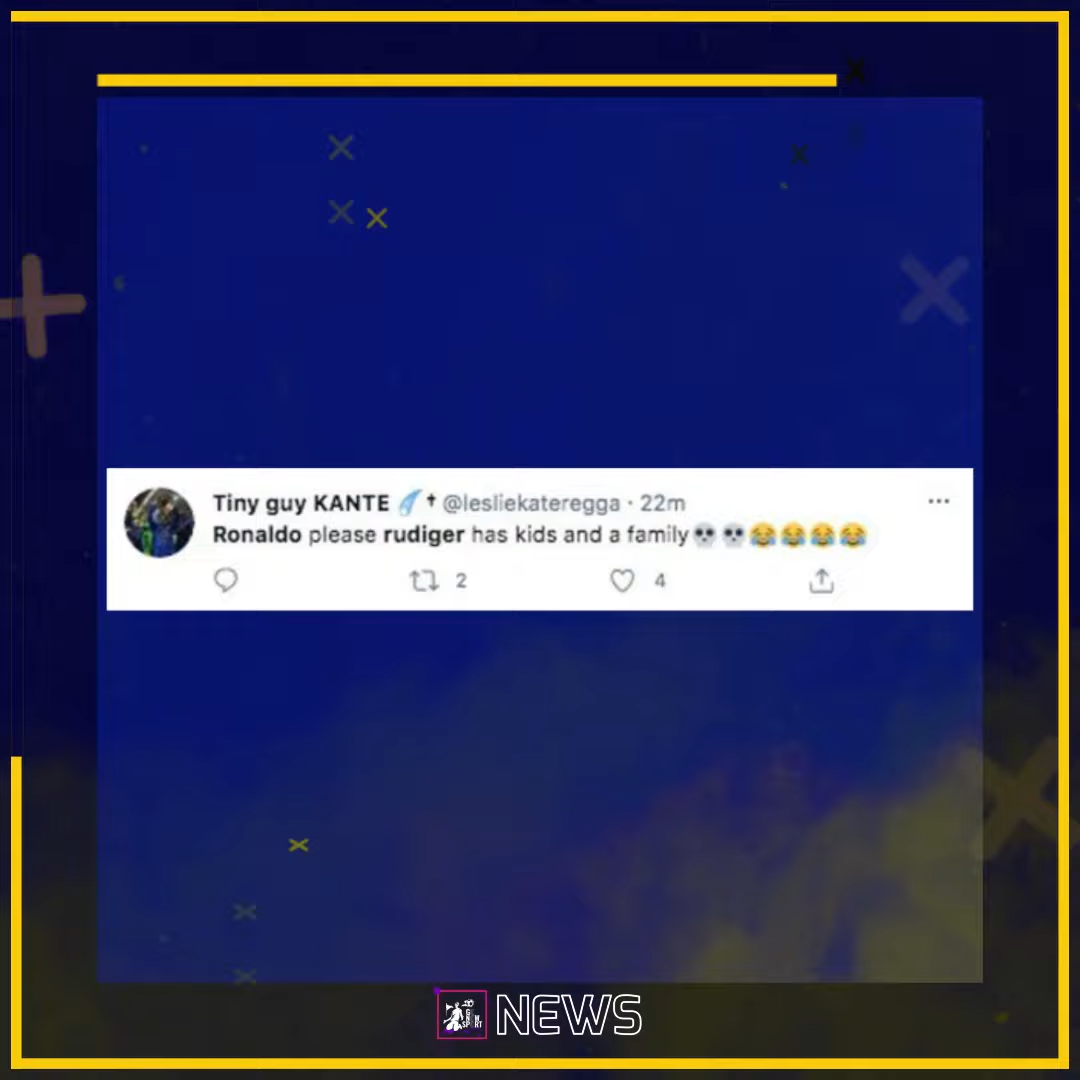 Tiny guy KANTE ☄️✝ @lesliekateregga · 22m
Ronaldo please rudiger has kids and a family💀💀😂😂😂😂
2 4
NEWS